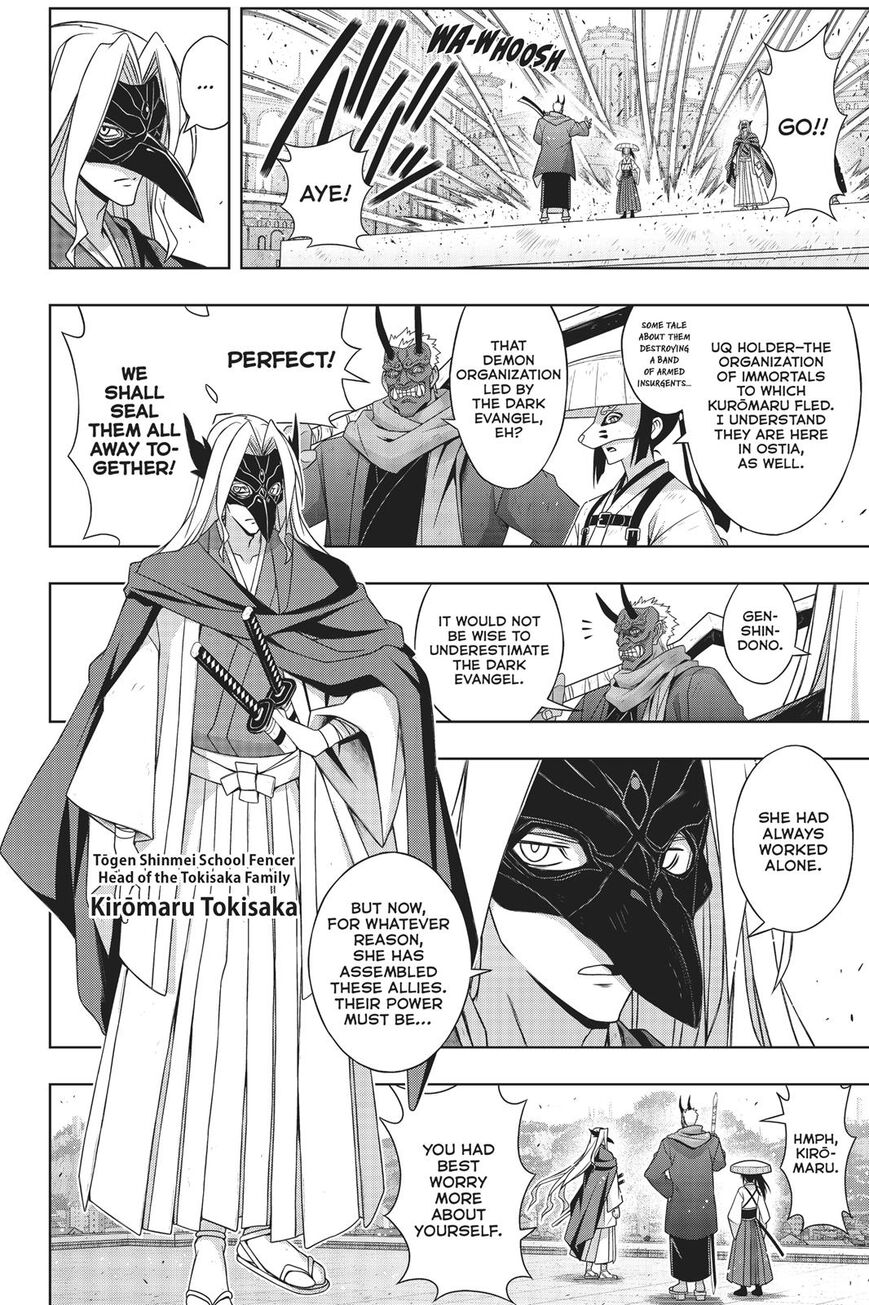 GO!!
WA-WHOOSH
AYE!
...
UQ HOLDER–THE
ORGANIZATION
OF IMMORTALS
TO WHICH
KURŌMARU FLED.
I UNDERSTAND
THEY ARE HERE
IN OSTIA,
AS WELL.
SOME TALE
ABOUT THEM
DESTROYING
A BAND
OF ARMED
INSURGENTS...
THAT
DEMON
ORGANIZATION
LED BY
THE DARK
EVANGEL,
EH?
PERFECT!
WE
SHALL
SEAL
THEM ALL
AWAY TO-
GETHER!
GEN-
SHIN-
DONO.
IT WOULD NOT
BE WISE TO
UNDERESTIMATE
THE DARK
EVANGEL.
SHE HAD
ALWAYS
WORKED
ALONE.
Tōgen Shinmei School Fencer
Head of the Tokisaka Family
Kirōmaru Tokisaka
BUT NOW,
FOR WHATEVER
REASON,
SHE HAS
ASSEMBLED
THESE ALLIES.
THEIR POWER
MUST BE...
HMPH,
KIRŌ-
MARU.
YOU HAD
BEST
WORRY
MORE
ABOUT
YOURSELF.